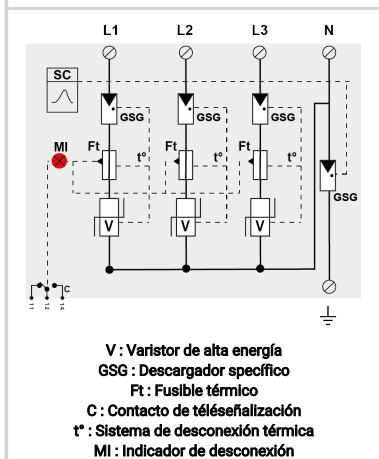 L1 L2 L3 N
SC
GSG GSG GSG
MI Ft Ft Ft
t° t° t°
GSG
V V V
C
11 12 14
V : Varistor de alta energía
GSG : Descargador specífico
Ft : Fusible térmico
C : Contacto de téléseñalización
t° : Sistema de desconexión térmica
MI : Indicador de desconexión